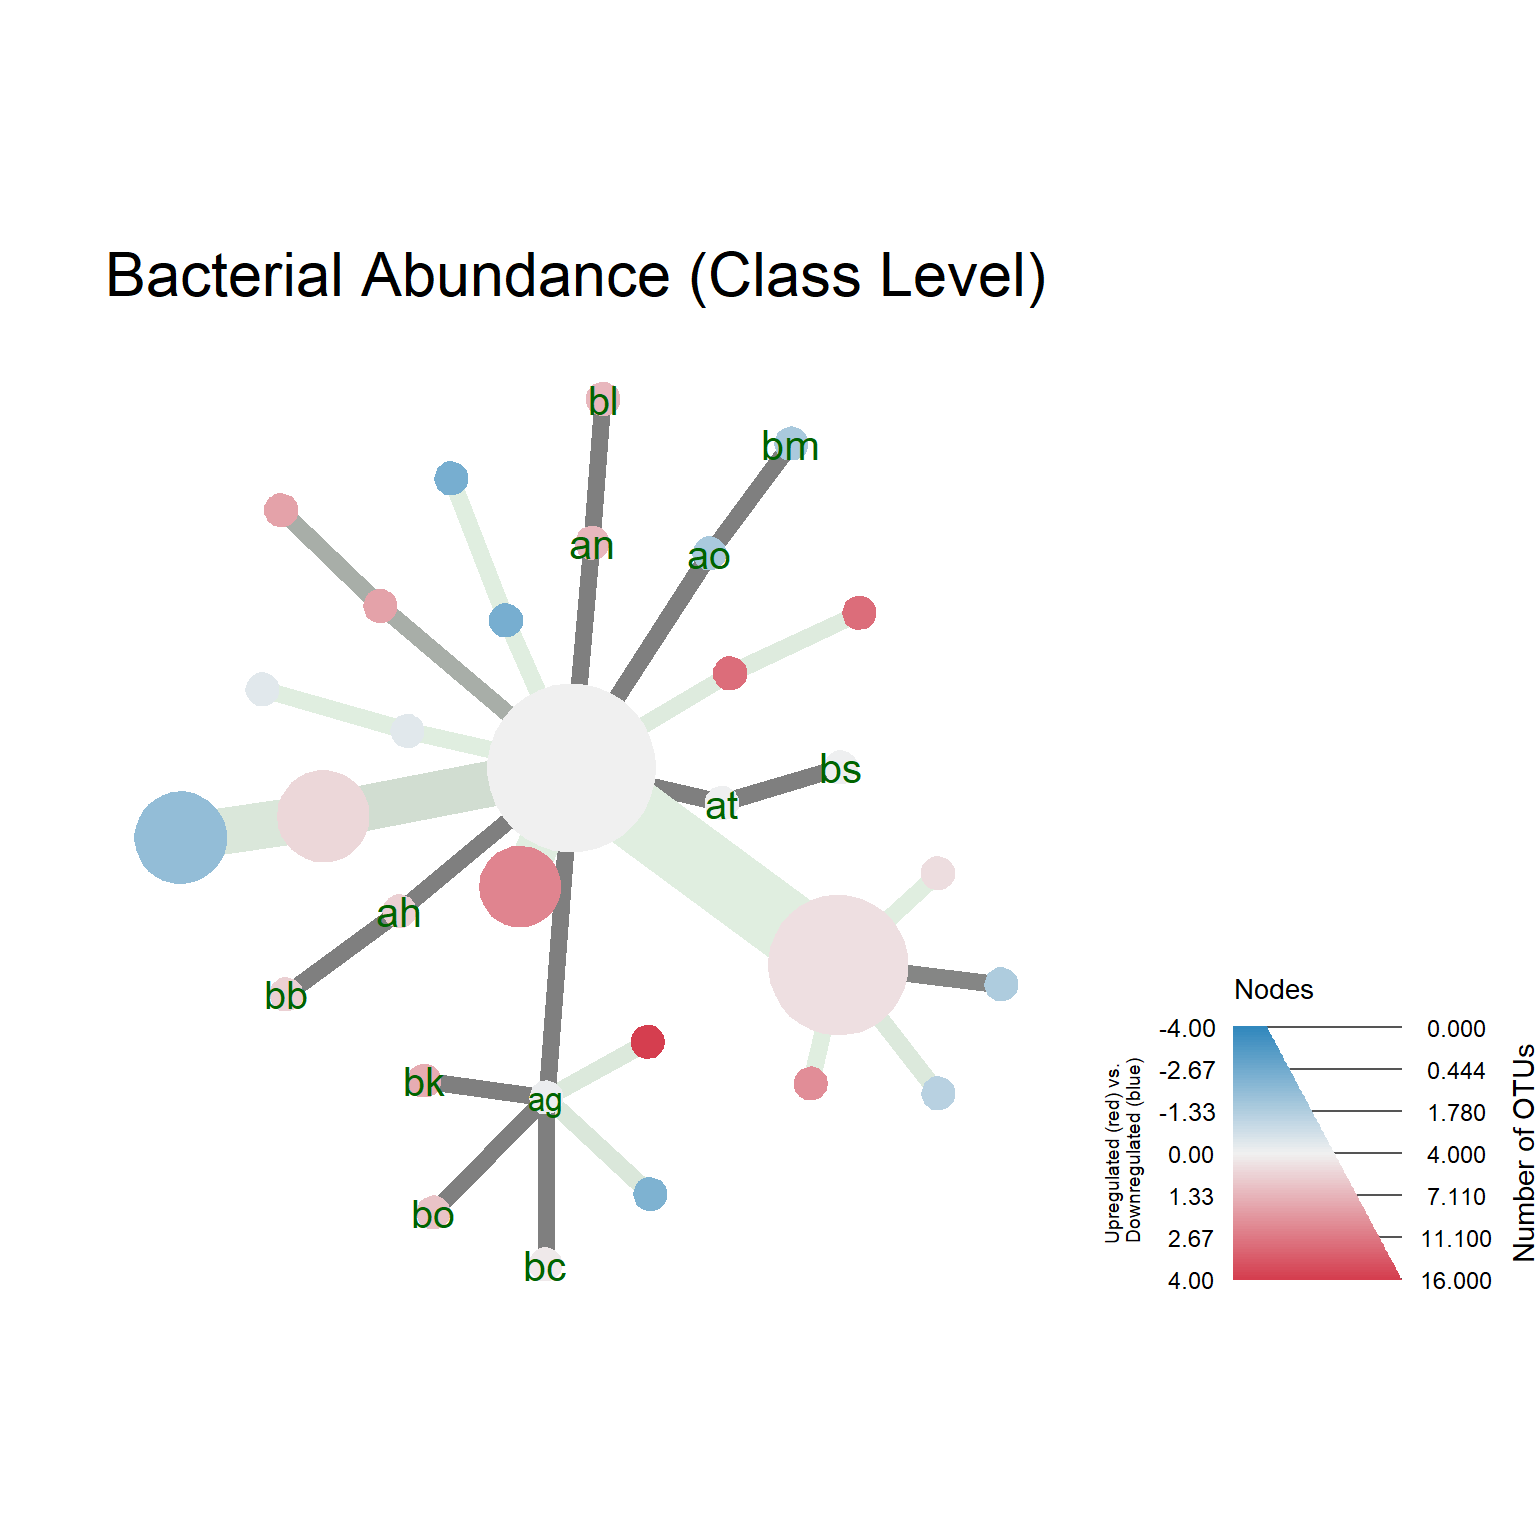 Bacterial Abundance (Class Level)
bl
bm
an
ao
bs
at
ah
bb
bk
ag
bo
bc
Nodes
-4.00 0.000
-2.67 0.444
-1.33 1.780
0.00 4.000
1.33 7.110
2.67 11.100
4.00 16.000
Upregulated (red) vs.
Downregulated (blue)
Number of OTUs